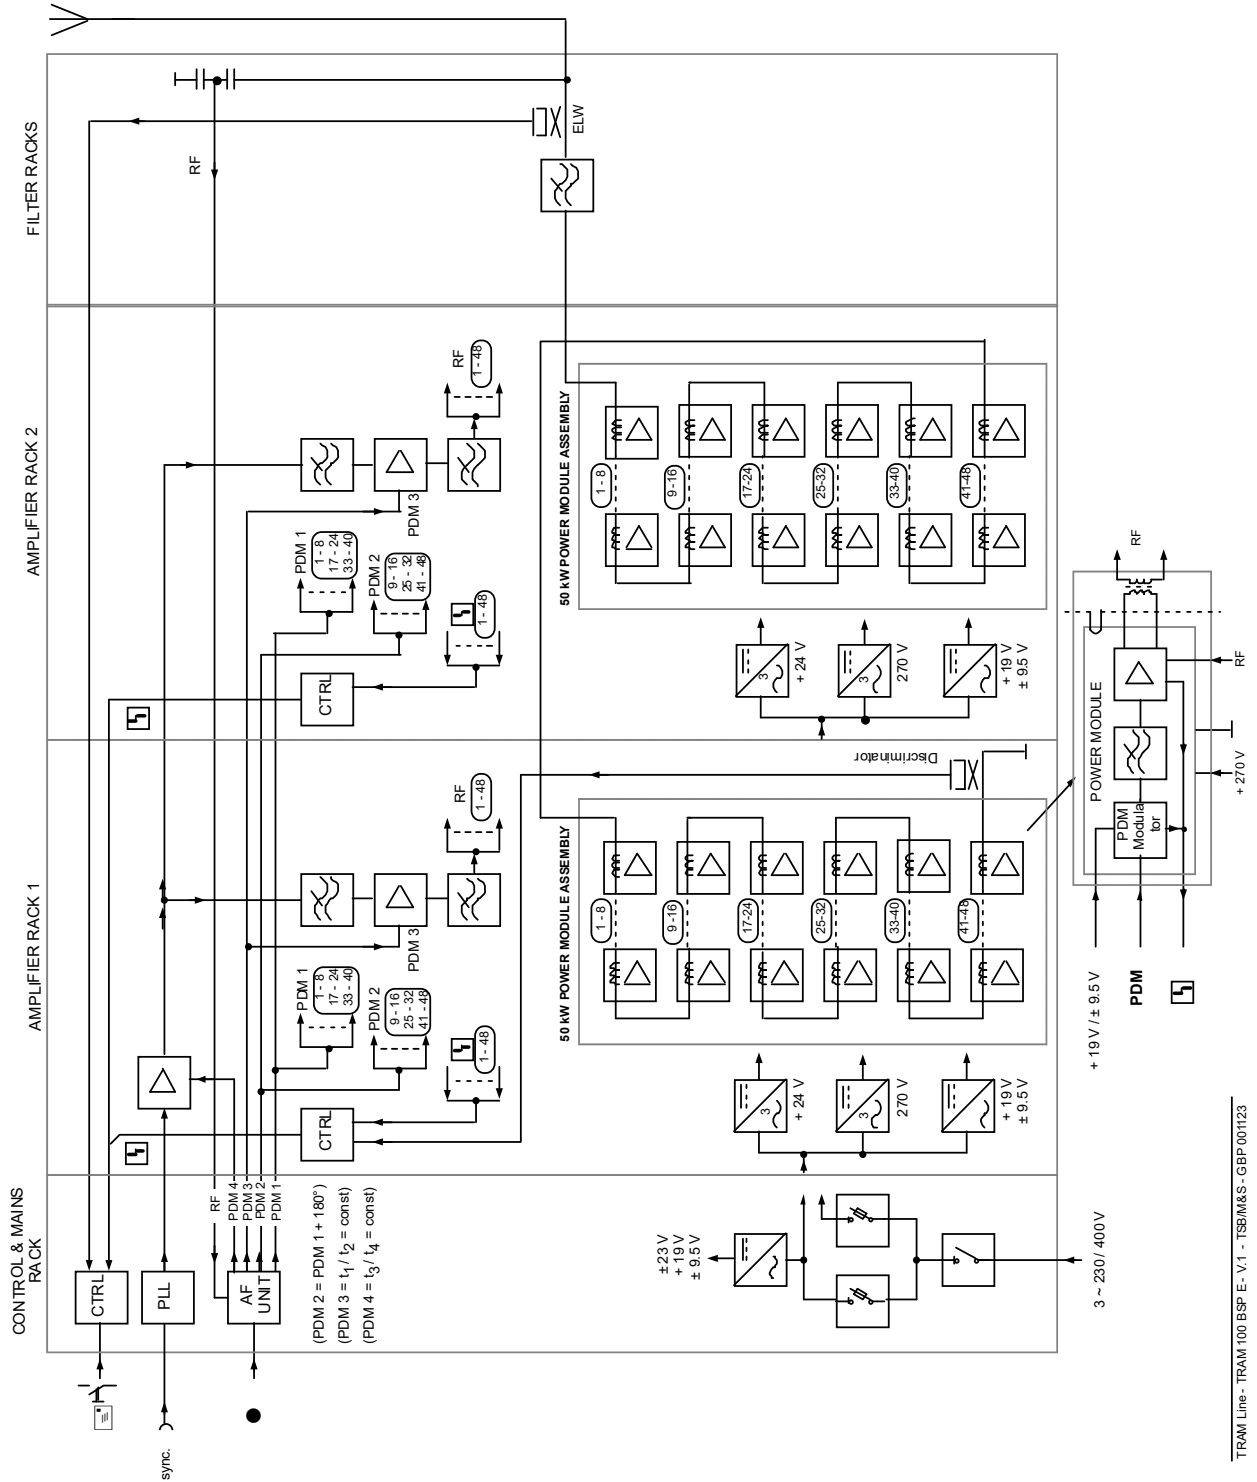 CONTROL & MAINS
RACK
AMPLIFIER RACK 1
AMPLIFIER RACK 2
FILTER RACKS
sync.
CTRL
PLL
AF
UNIT
RF
PDM 4
PDM 3
PDM 2
PDM 1
(PDM 2 = PDM 1 + 180°)
(PDM 3 = t1 / t2 = const)
(PDM 4 = t3 / t4 = const)
±23 V
+ 19 V
± 9.5 V
3 ~ 230/ 400 V
CTRL
PDM 1
1 - 8
17 - 24
33 - 40
PDM 2
9 - 16
25 - 32
41 - 48
1 - 48
PDM 3
RF
1 - 48
50 kW POWER MODULE ASSEMBLY
1 - 8
9 -16
17-24
25-32
33-40
41-48
3
+ 24 V
3
270 V
+ 19 V
± 9.5 V
Discriminator
CTRL
PDM 1
1 - 8
17 - 24
33 - 40
PDM 2
9 - 16
25 - 32
41 - 48
1 - 48
PDM 3
RF
1 - 48
50 kW POWER MODULE ASSEMBLY
1 - 8
9 -16
17-24
25-32
33-40
41-48
3
+ 24 V
3
270 V
+ 19 V
± 9.5 V
RF
ELW
+ 19 V / ± 9.5 V
PDM
POWER MODULE
PDM
Modula
tor
+ 270 V
RF
RF
TRAM Line - TRAM 100 BSP E - V.1 - TSB/M&S - GBP 001123